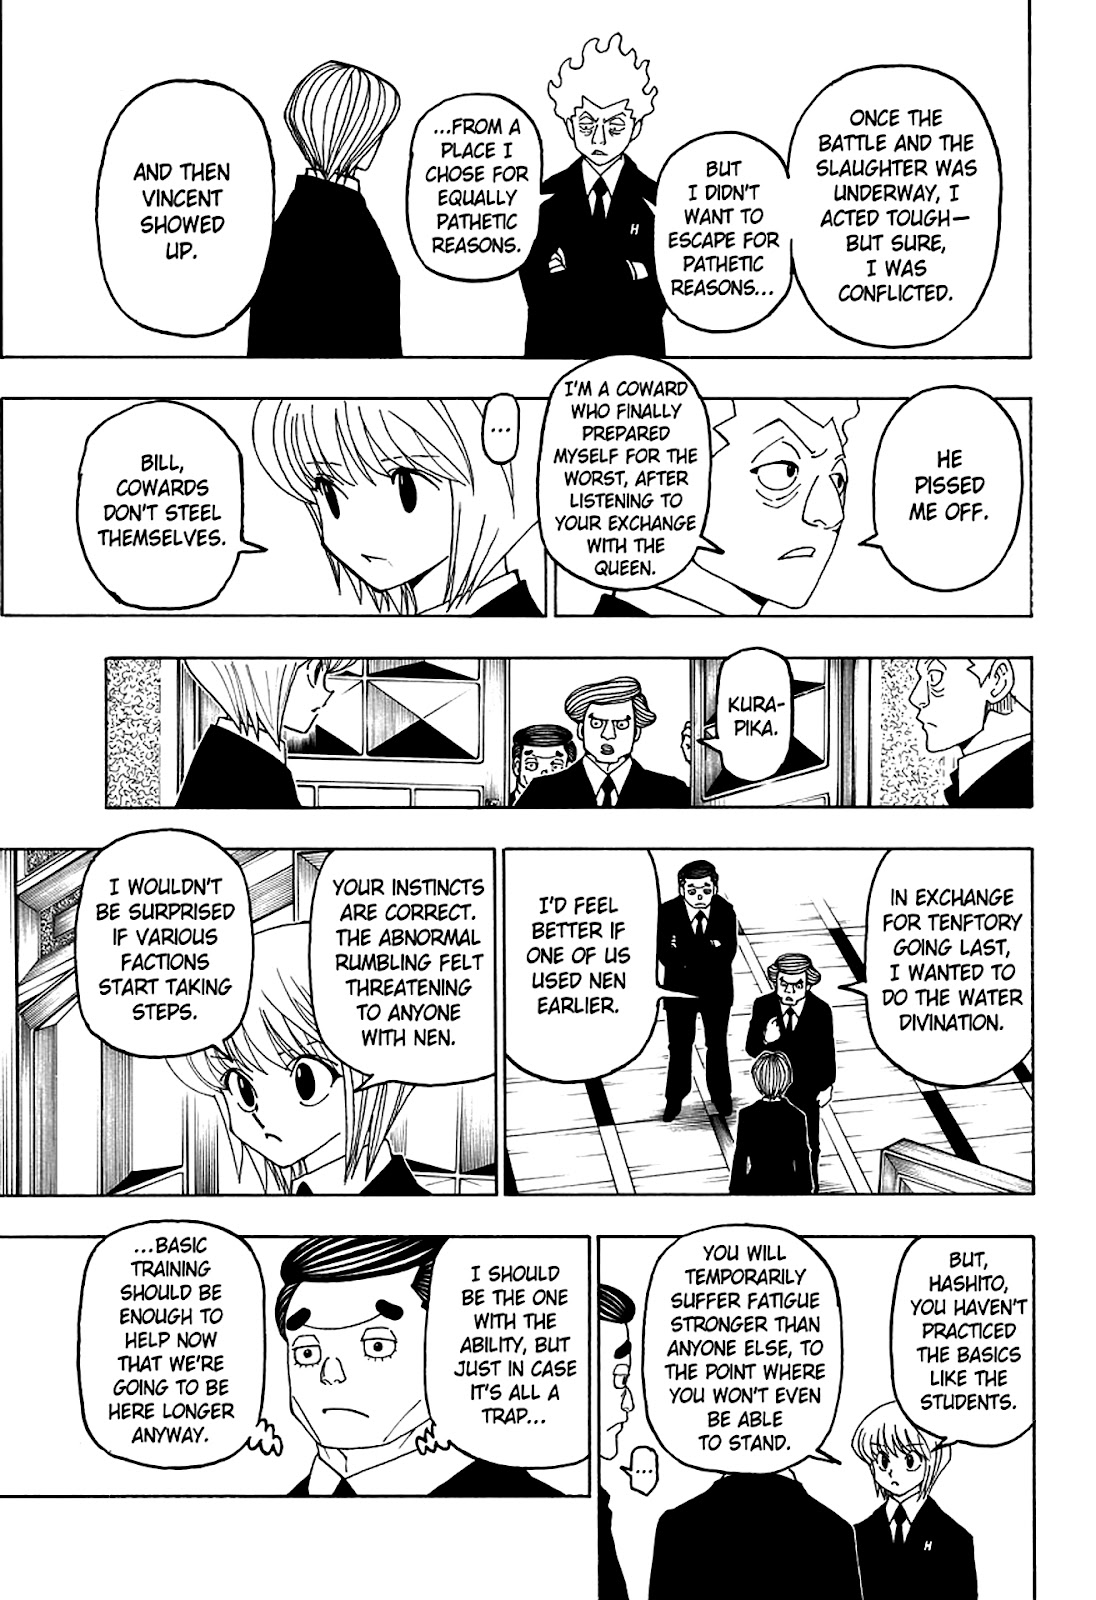 ONCE THE
BATTLE AND THE
SLAUGHTER WAS
UNDERWAY, I
ACTED TOUGH—
BUT SURE,
I WAS
CONFLICTED.
BUT
I DIDN'T
WANT TO
ESCAPE FOR
PATHETIC
REASONS...
...FROM A
PLACE I
CHOSE FOR
EQUALLY
PATHETIC
REASONS.
H
AND THEN
VINCENT
SHOWED
UP.
HE
PISSED
ME OFF.
I'M A COWARD
WHO FINALLY
PREPARED
MYSELF FOR THE
WORST, AFTER
LISTENING TO
YOUR EXCHANGE
WITH THE
QUEEN.
...
BILL,
COWARDS
DON'T STEEL
THEMSELVES.
KURA-
PIKA.
IN EXCHANGE
FOR TENFTORY
GOING LAST,
I WANTED TO
DO THE WATER
DIVINATION.
I'D FEEL
BETTER IF
ONE OF US
USED NEN
EARLIER.
YOUR INSTINCTS
ARE CORRECT.
THE ABNORMAL
RUMBLING FELT
THREATENING
TO ANYONE
WITH NEN.
I WOULDN'T
BE SURPRISED
IF VARIOUS
FACTIONS
START TAKING
STEPS.
BUT,
HASHITO,
YOU HAVEN'T
PRACTICED
THE BASICS
LIKE THE
STUDENTS.
YOU WILL
TEMPORARILY
SUFFER FATIGUE
STRONGER THAN
ANYONE ELSE, TO
THE POINT WHERE
YOU WON'T EVEN
BE ABLE
TO STAND.
...
H
I SHOULD
BE THE ONE
WITH THE
ABILITY, BUT
JUST IN CASE
IT'S ALL A
TRAP...
...BASIC
TRAINING
SHOULD BE
ENOUGH TO
HELP NOW
THAT WE'RE
GOING TO BE
HERE LONGER
ANYWAY.